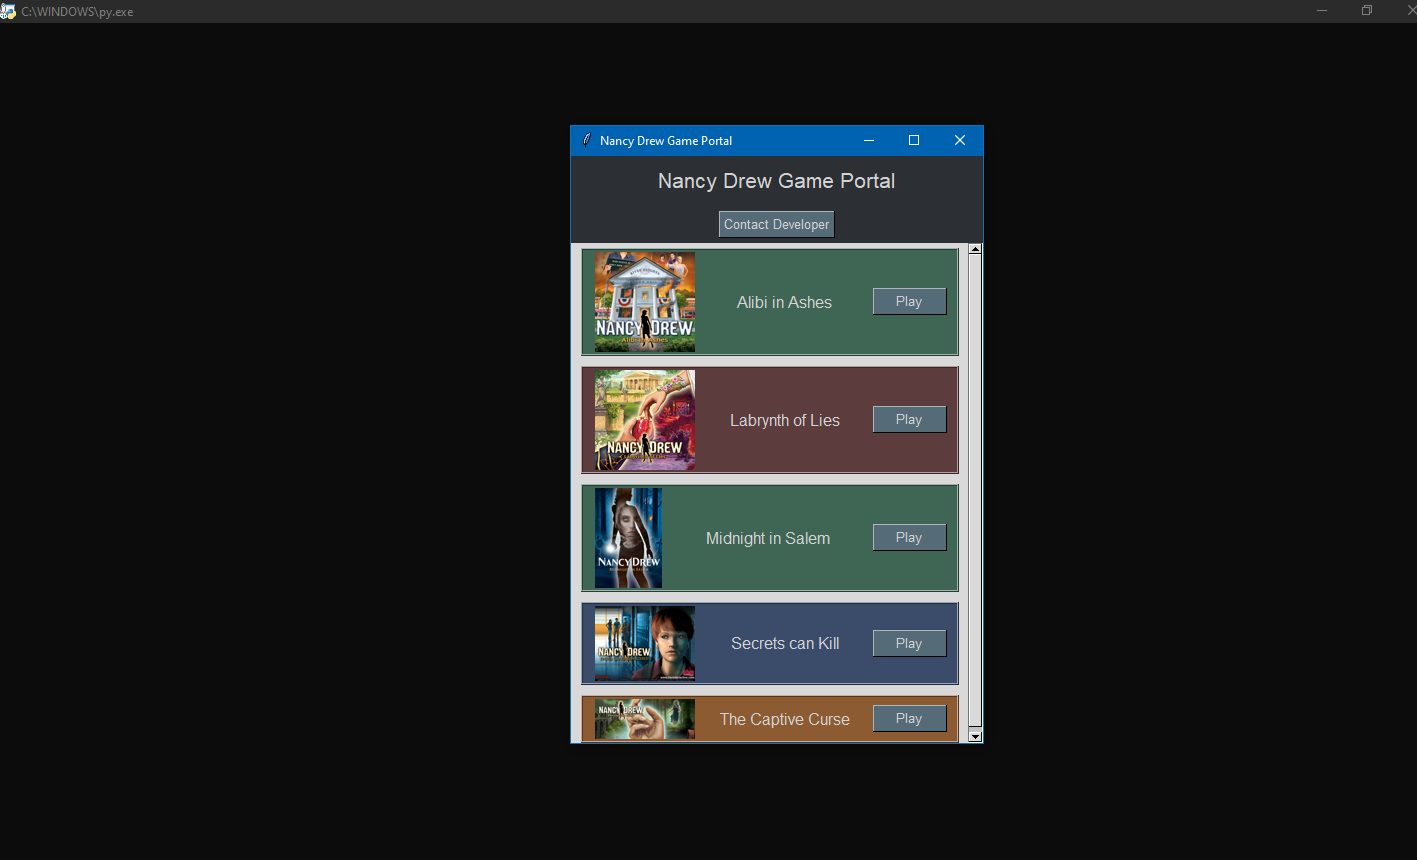 C:\WINDOWS\py.exe
Nancy Drew Game Portal
Nancy Drew Game Portal
Contact Developer
NANCY DREW
Alibi in Ashes
Alibi in Ashes
Play
NANCY DREW
Labrynth of Lies
Play
NANCY DREW
Midnight in Salem
Play
NANCY DREW
Secrets can Kill
Play
NANCY DREW
The Captive Curse
Play